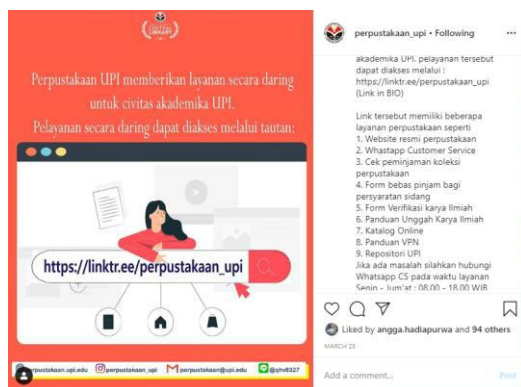 CENTRAL
LIBRARY
Perpustakaan UPI memberikan layanan secara daring
untuk civitas akademika UPI.
Pelayanan secara daring dapat diakses melalui tautan:
https://linktr.ee/perpustakaan_upi
perpustakaan.upi.edu
perpustakaan_upi
perpustakaan@upi.edu
@qhv8327
perpustakaan_upi • Following
akademika UPI. pelayanan tersebut
dapat diakses melalui :
https://linktr.ee/perpustakaan_upi
(Link in BIO)
Link tersebut memiliki beberapa
layanan perpustakaan seperti
1. Website resmi perpustakaan
2. Whastapp Customer Service
3. Cek peminjaman koleksi
perpustakaan
4. Form bebas pinjam bagi
persyaratan sidang
5. Form Verifikasi karya Ilmiah
6. Panduan Unggah Karya Ilmiah
7. Katalog Online
8. Panduan VPN
9. Repositori UPI
Jika ada masalah silahkan hubungi
Whatsapp CS pada waktu layanan
Senin - Jum'at : 08.00 - 18.00 WIB
Liked by angga.hadiapurwa and 94 others
MARCH 25
Add a comment...
Post